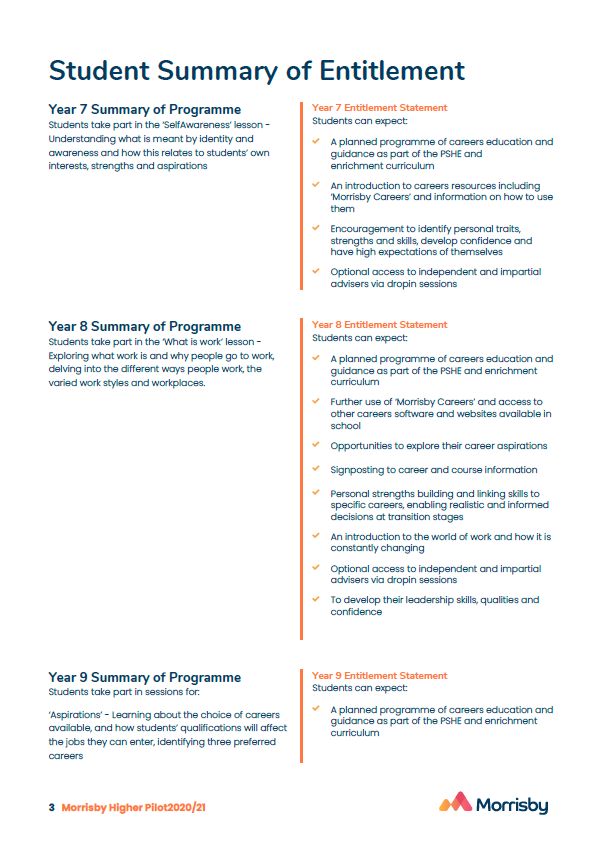 Student Summary of Entitlement
Year 7 Summary of Programme
Students take part in the 'SelfAwareness' lesson -
Understanding what is meant by identity and
awareness and how this relates to students' own
interests, strengths and aspirations
Year 7 Entitlement Statement
Students can expect:
A planned programme of careers education and
guidance as part of the PSHE and
enrichment curriculum
An introduction to careers resources including
'Morrisby Careers' and information on how to use
them
Encouragement to identify personal traits,
strengths and skills, develop confidence and
have high expectations of themselves
Optional access to independent and impartial
advisers via dropin sessions
Year 8 Summary of Programme
Students take part in the 'What is work' lesson -
Exploring what work is and why people go to work,
delving into the different ways people work, the
varied work styles and workplaces.
Year 8 Entitlement Statement
Students can expect:
A planned programme of careers education and
guidance as part of the PSHE and enrichment
curriculum
Further use of 'Morrisby Careers' and access to
other careers software and websites available in
school
Opportunities to explore their career aspirations
Signposting to career and course information
Personal strengths building and linking skills to
specific careers, enabling realistic and informed
decisions at transition stages
An introduction to the world of work and how it is
constantly changing
Optional access to independent and impartial
advisers via dropin sessions
To develop their leadership skills, qualities and
confidence
Year 9 Summary of Programme
Students take part in sessions for:
'Aspirations' - Learning about the choice of careers
available, and how students' qualifications will affect
the jobs they can enter, identifying three preferred
careers
Year 9 Entitlement Statement
Students can expect:
A planned programme of careers education and
guidance as part of the PSHE and enrichment
curriculum
3 Morrisby Higher Pilot2020/21
Morrisby